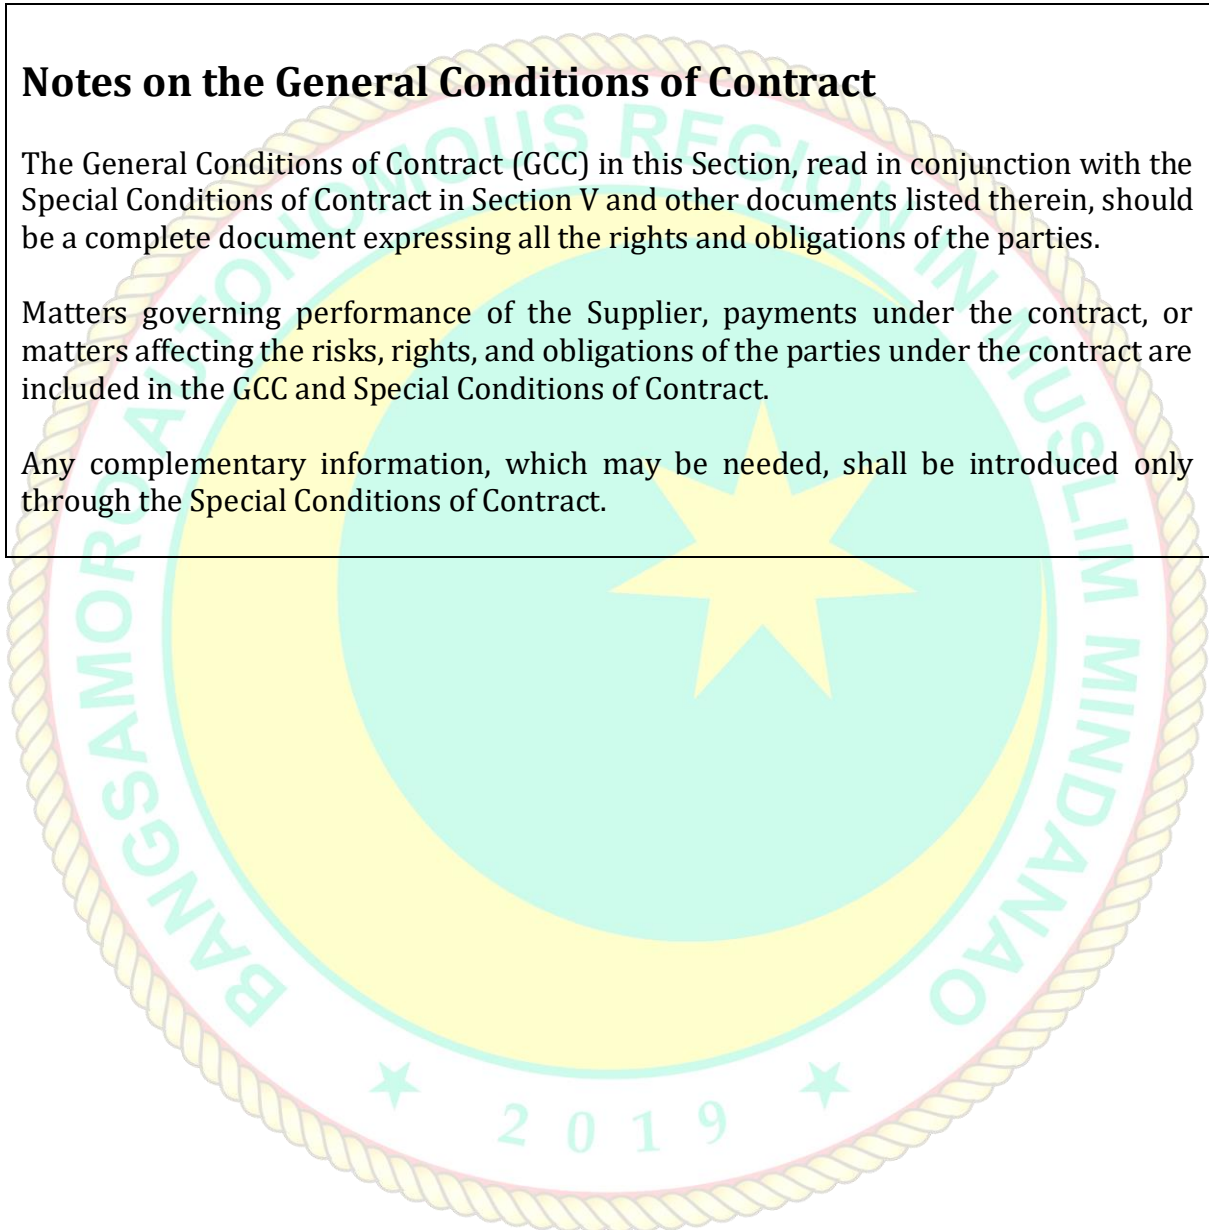 Notes on the General Conditions of Contract
The General Conditions of Contract (GCC) in this Section, read in conjunction with the
Special Conditions of Contract in Section V and other documents listed therein, should
be a complete document expressing all the rights and obligations of the parties.
Matters governing performance of the Supplier, payments under the contract, or
matters affecting the risks, rights, and obligations of the parties under the contract are
included in the GCC and Special Conditions of Contract.
Any complementary information, which may be needed, shall be introduced only
through the Special Conditions of Contract.
BANGSAMORO AUTONOMOUS REGION IN MUSLIM MINDANAO
2019